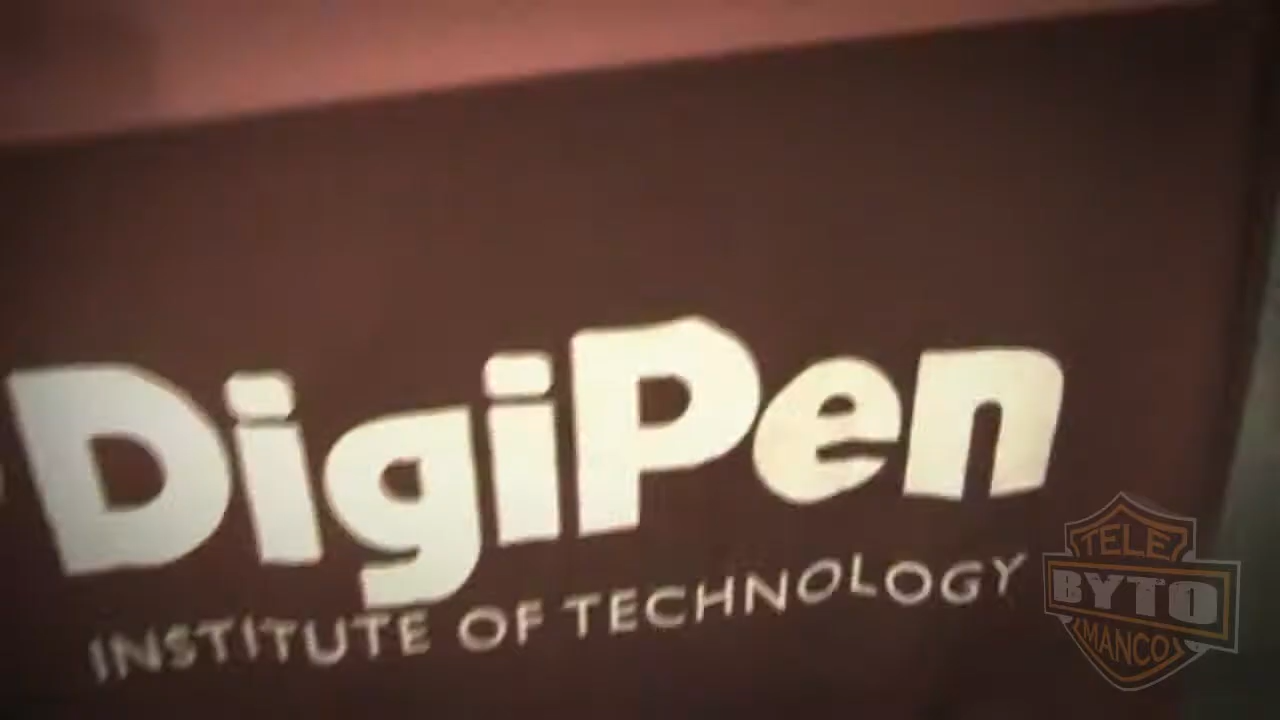 DigiPen
INSTITUTE OF TECHNOLOGY
TELE
BYTO
MANCO